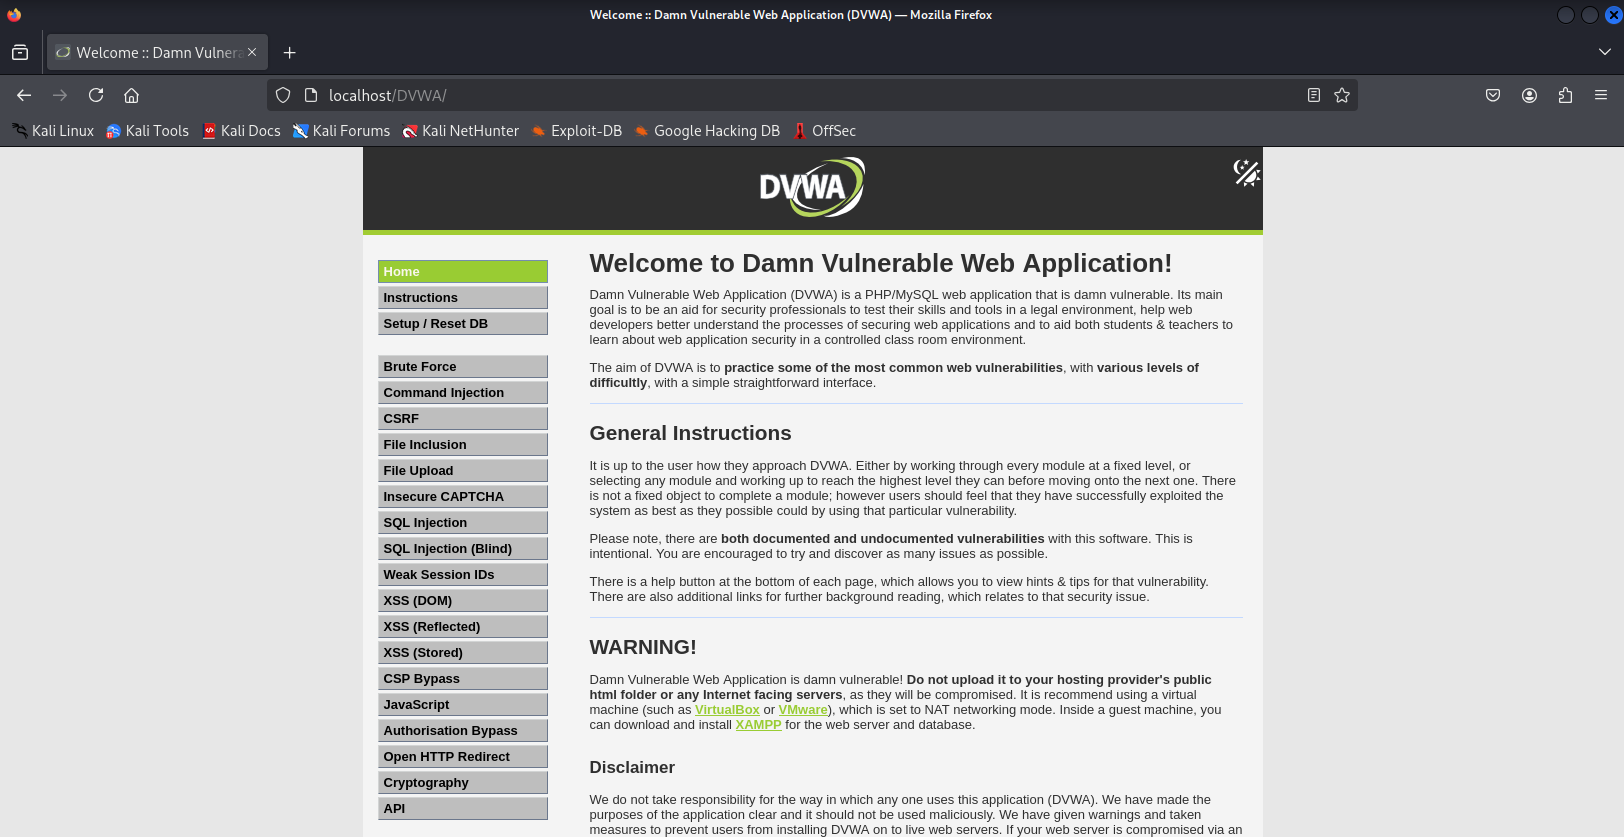 Welcome :: Damn Vulnerable Web Application (DVWA) — Mozilla Firefox
Welcome :: Damn Vulnera
localhost/DVWA/
Kali Linux Kali Tools Kali Docs Kali Forums Kali NetHunter Exploit-DB Google Hacking DB OffSec
DVWA
Home
Instructions
Setup / Reset DB
Brute Force
Command Injection
CSRF
File Inclusion
File Upload
Insecure CAPTCHA
SQL Injection
SQL Injection (Blind)
Weak Session IDs
XSS (DOM)
XSS (Reflected)
XSS (Stored)
CSP Bypass
JavaScript
Authorisation Bypass
Open HTTP Redirect
Cryptography
API
Welcome to Damn Vulnerable Web Application!
Damn Vulnerable Web Application (DVWA) is a PHP/MySQL web application that is damn vulnerable. Its main
goal is to be an aid for security professionals to test their skills and tools in a legal environment, help web
developers better understand the processes of securing web applications and to aid both students & teachers to
learn about web application security in a controlled class room environment.
The aim of DVWA is to practice some of the most common web vulnerabilities, with various levels of
difficultly, with a simple straightforward interface.
General Instructions
It is up to the user how they approach DVWA. Either by working through every module at a fixed level, or
selecting any module and working up to reach the highest level they can before moving onto the next one. There
is not a fixed object to complete a module; however users should feel that they have successfully exploited the
system as best as they possible could by using that particular vulnerability.
Please note, there are both documented and undocumented vulnerabilities with this software. This is
intentional. You are encouraged to try and discover as many issues as possible.
There is a help button at the bottom of each page, which allows you to view hints & tips for that vulnerability.
There are also additional links for further background reading, which relates to that security issue.
WARNING!
Damn Vulnerable Web Application is damn vulnerable! Do not upload it to your hosting provider's public
html folder or any Internet facing servers, as they will be compromised. It is recommend using a virtual
machine (such as VirtualBox or VMware), which is set to NAT networking mode. Inside a guest machine, you
can download and install XAMPP for the web server and database.
Disclaimer
We do not take responsibility for the way in which any one uses this application (DVWA). We have made the
purposes of the application clear and it should not be used maliciously. We have given warnings and taken
measures to prevent users from installing DVWA on to live web servers. If your web server is compromised via an